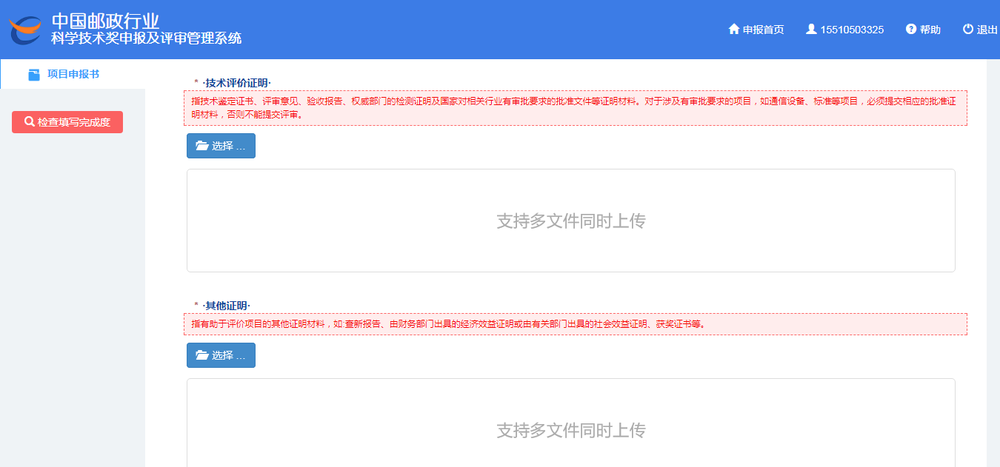 中国邮政行业
科学技术奖申报及评审管理系统
申报首页 15510503325 帮助 退出
项目申报书
检查填写完成度
* ·技术评价证明·
指技术鉴定证书、评审意见、验收报告、权威部门的检测证明及国家对相关行业有审批要求的批准文件等证明材料。对于涉及有审批要求的项目，如通信设备、标准等项目，必须提交相应的批准证
明材料，否则不能提交评审。
选择 ...
支持多文件同时上传
* ·其他证明·
指有助于评价项目的其他证明材料，如:查新报告、由财务部门出具的经济效益证明或由有关部门出具的社会效益证明、获奖证书等。
选择 ...
支持多文件同时上传